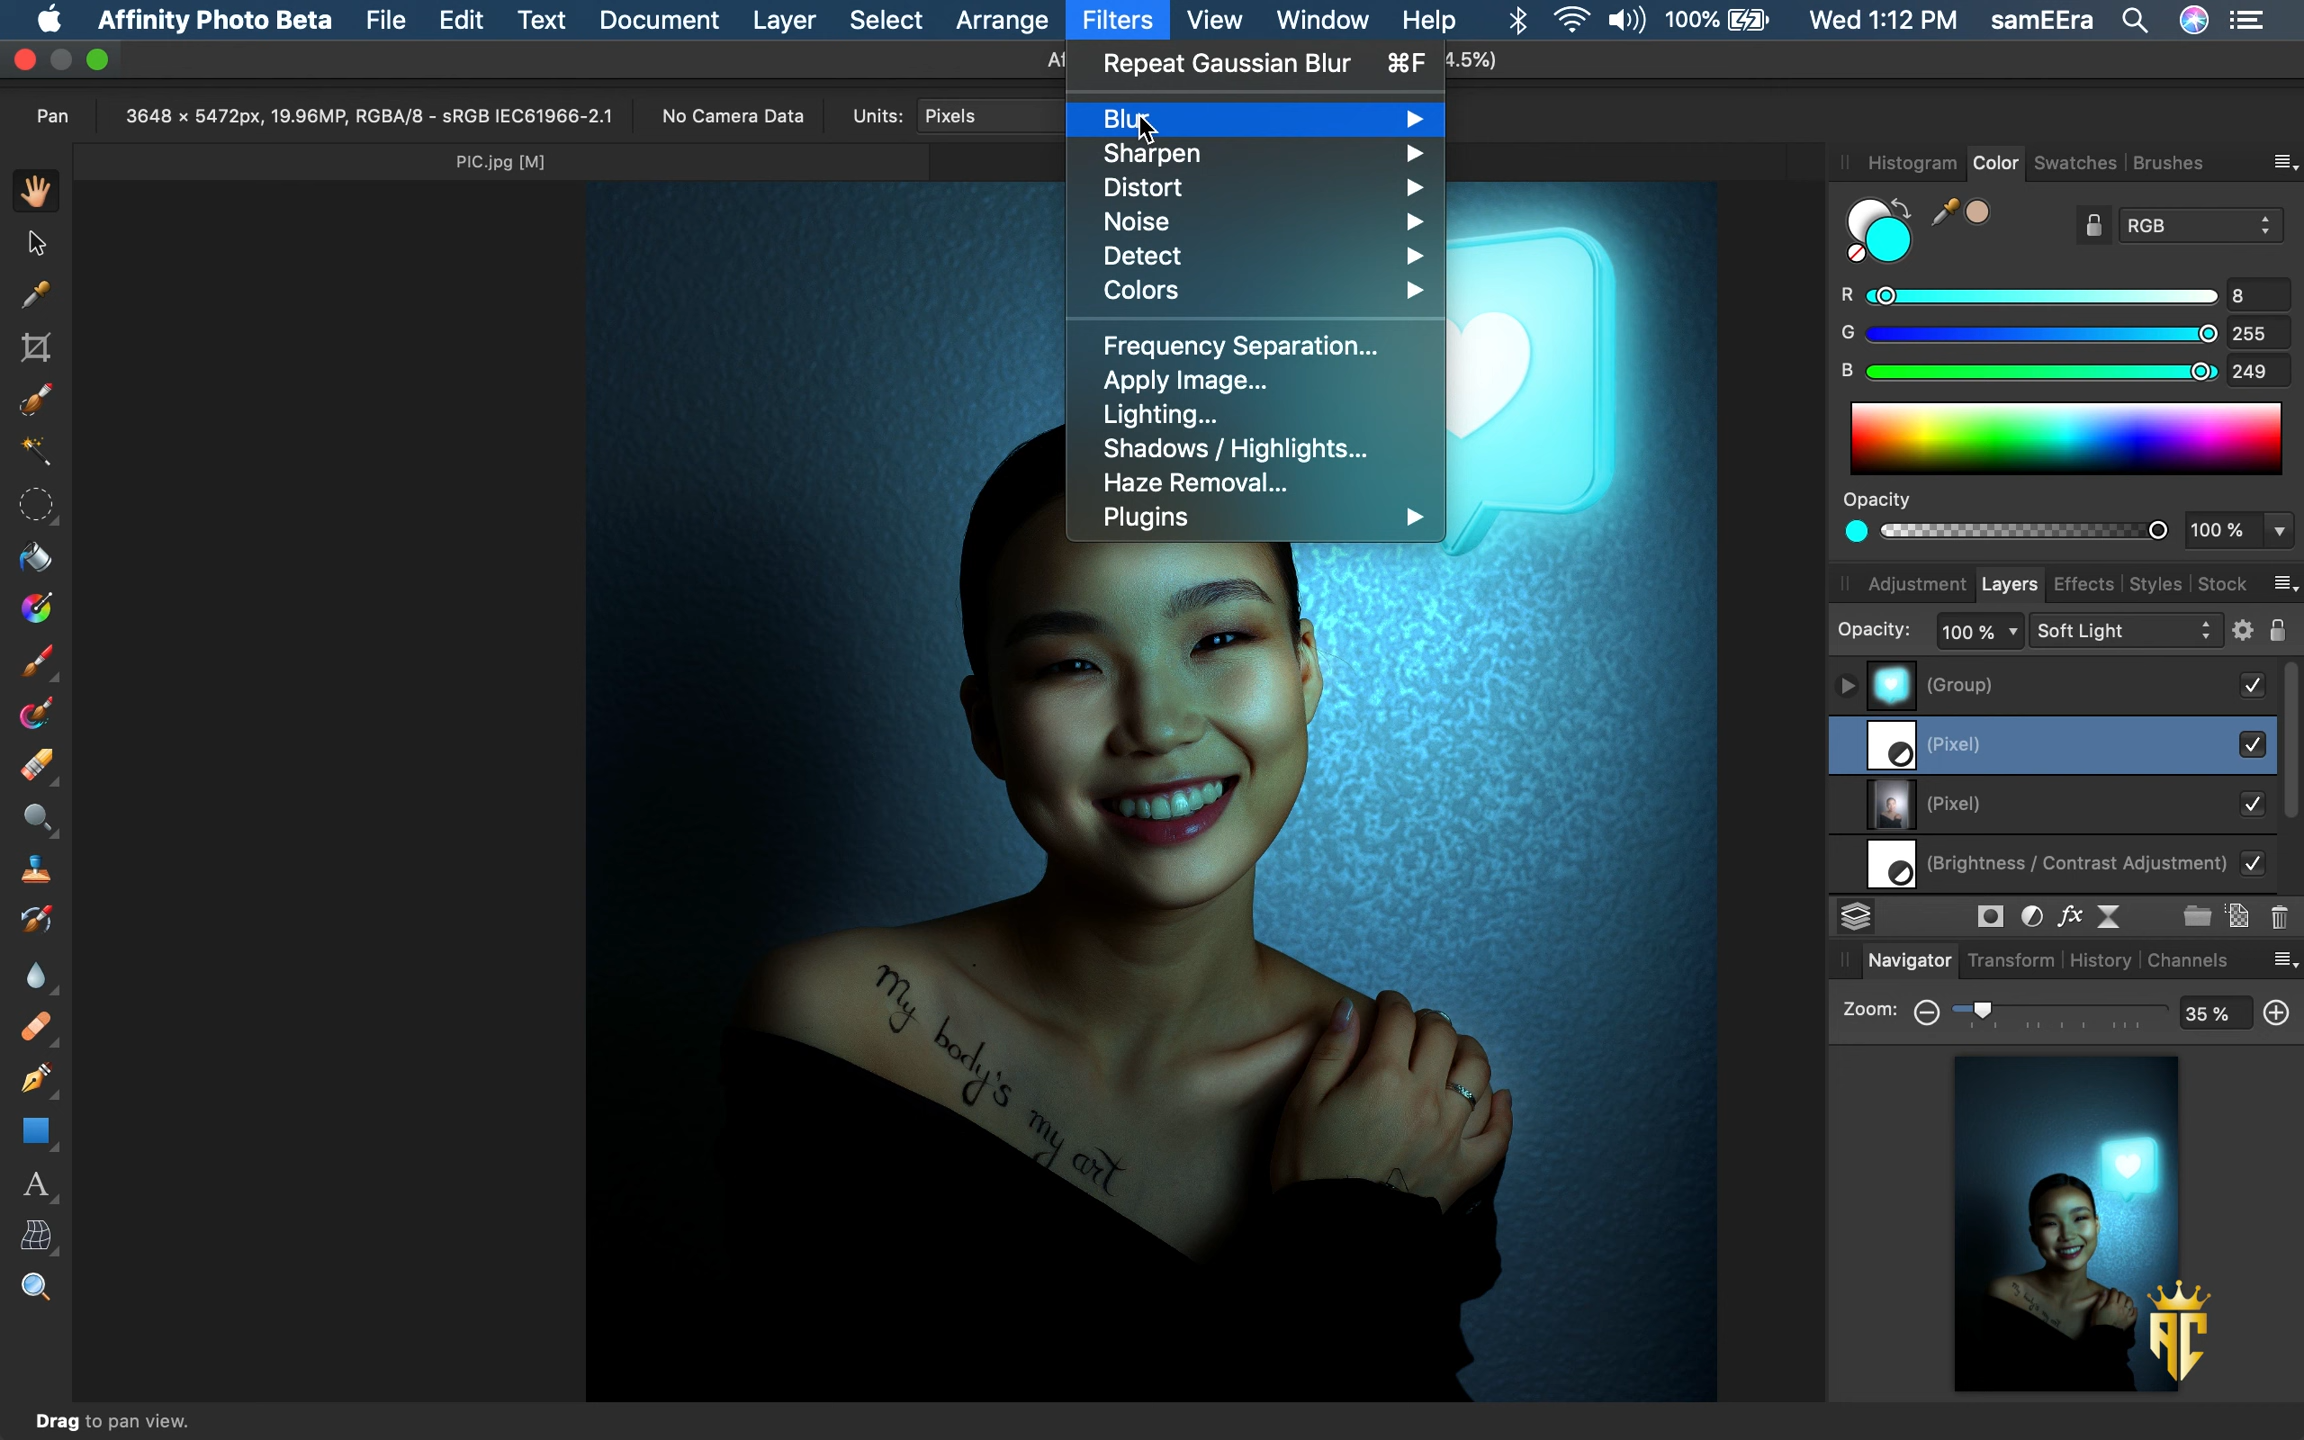 Affinity Photo Beta File Edit Text Document Layer Select Arrange Filters View Window Help 100% Wed 1:12 PM samEEra
4.5%)
Repeat Gaussian Blur ⌘F
Pan 3648 × 5472px, 19.96MP, RGBA/8 - sRGB IEC61966-2.1 No Camera Data Units: Pixels
Blur
Sharpen
Distort
Noise
Detect
Colors
Frequency Separation...
Apply Image...
Lighting...
Shadows / Highlights...
Haze Removal...
Plugins
PIC.jpg [M]
Histogram Color Swatches Brushes
RGB
R 8
G 255
B 249
Opacity
100 %
Adjustment Layers Effects Styles Stock
Opacity: 100 % Soft Light
(Group)
(Pixel)
(Pixel)
(Brightness / Contrast Adjustment)
fx
Navigator Transform History Channels
Zoom: 35 %
My body's my art
AC
Drag to pan view.